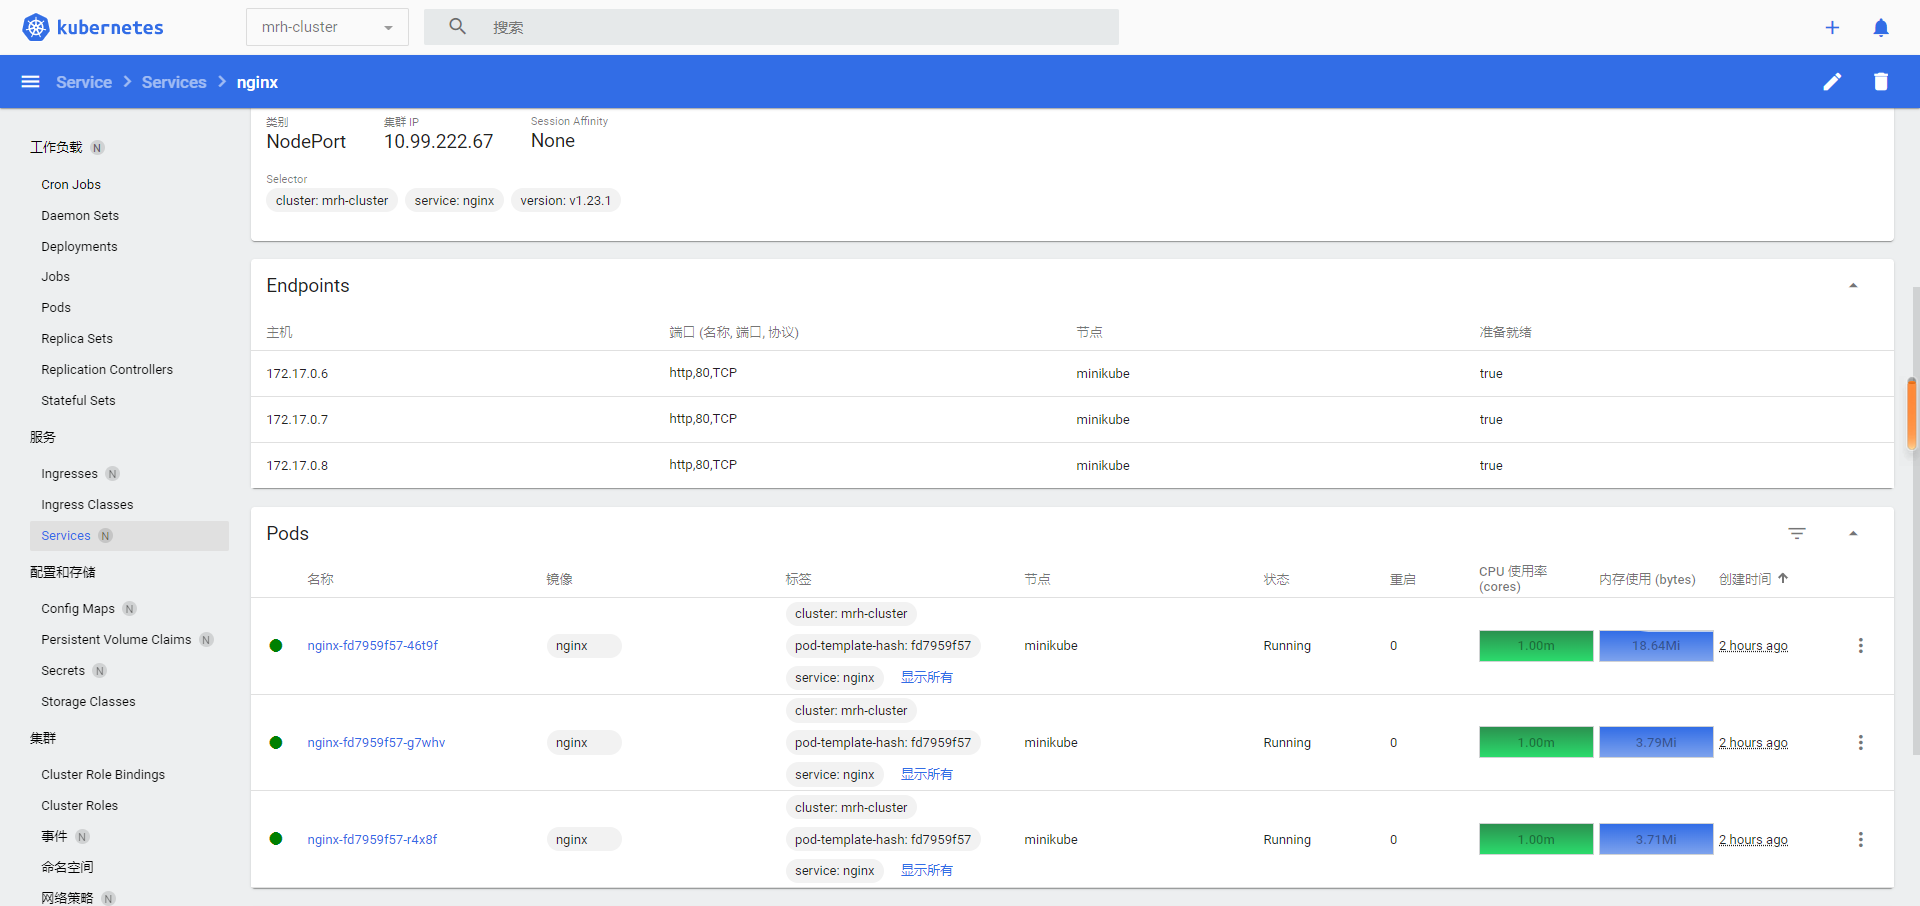 kubernetes
mrh-cluster
搜索
Service
Services
nginx
工作负载 N
Cron Jobs
Daemon Sets
Deployments
Jobs
Pods
Replica Sets
Replication Controllers
Stateful Sets
服务
Ingresses N
Ingress Classes
Services N
配置和存储
Config Maps N
Persistent Volume Claims N
Secrets N
Storage Classes
集群
Cluster Role Bindings
Cluster Roles
事件 N
命名空间
网络策略 N
类别
NodePort
集群 IP
10.99.222.67
Session Affinity
None
Selector
cluster: mrh-cluster
service: nginx
version: v1.23.1
Endpoints
主机 端口 (名称, 端口, 协议) 节点 准备就绪
172.17.0.6 http,80,TCP minikube true
172.17.0.7 http,80,TCP minikube true
172.17.0.8 http,80,TCP minikube true
Pods
名称 镜像 标签 节点 状态 重启 CPU 使用率 (cores) 内存使用 (bytes) 创建时间
cluster: mrh-cluster
nginx-fd7959f57-46t9f nginx pod-template-hash: fd7959f57 minikube Running 0 1.00m 18.64Mi 2 hours ago
service: nginx 显示所有
cluster: mrh-cluster
nginx-fd7959f57-g7whv nginx pod-template-hash: fd7959f57 minikube Running 0 1.00m 3.79Mi 2 hours ago
service: nginx 显示所有
cluster: mrh-cluster
nginx-fd7959f57-r4x8f nginx pod-template-hash: fd7959f57 minikube Running 0 1.00m 3.71Mi 2 hours ago
service: nginx 显示所有